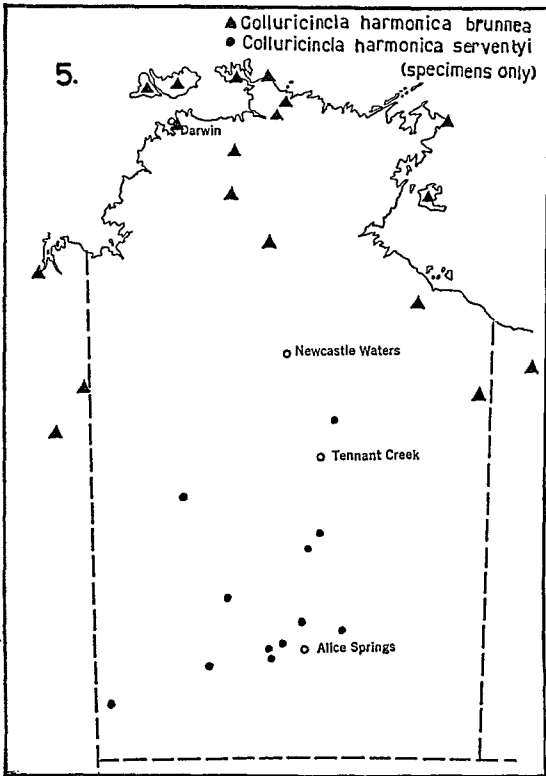 ▲ Colluricincla harmonica brunnea
● Colluricincla harmonica serventyi
(specimens only)
5.
Darwin
Newcastle Waters
Tennant Creek
Alice Springs